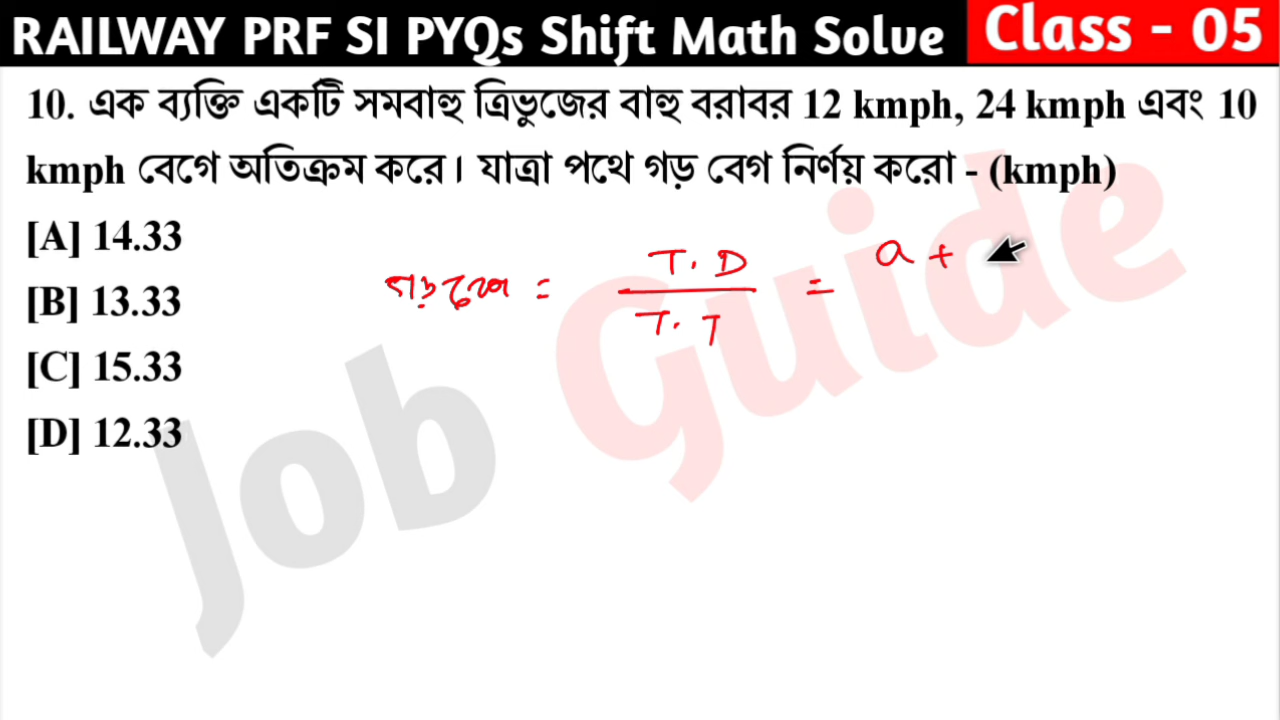 RAILWAY PRF SI PYQs Shift Math Solve
Class - 05
10. এক ব্যক্তি একটি সমবাহু ত্রিভুজের বাহু বরাবর 12 kmph, 24 kmph এবং 10
kmph বেগে অতিক্রম করে। যাত্রা পথে গড় বেগ নির্ণয় করো - (kmph)
[A] 14.33
[B] 13.33
[C] 15.33
[D] 12.33
=
T. D
T. T
= a +
Job Guide